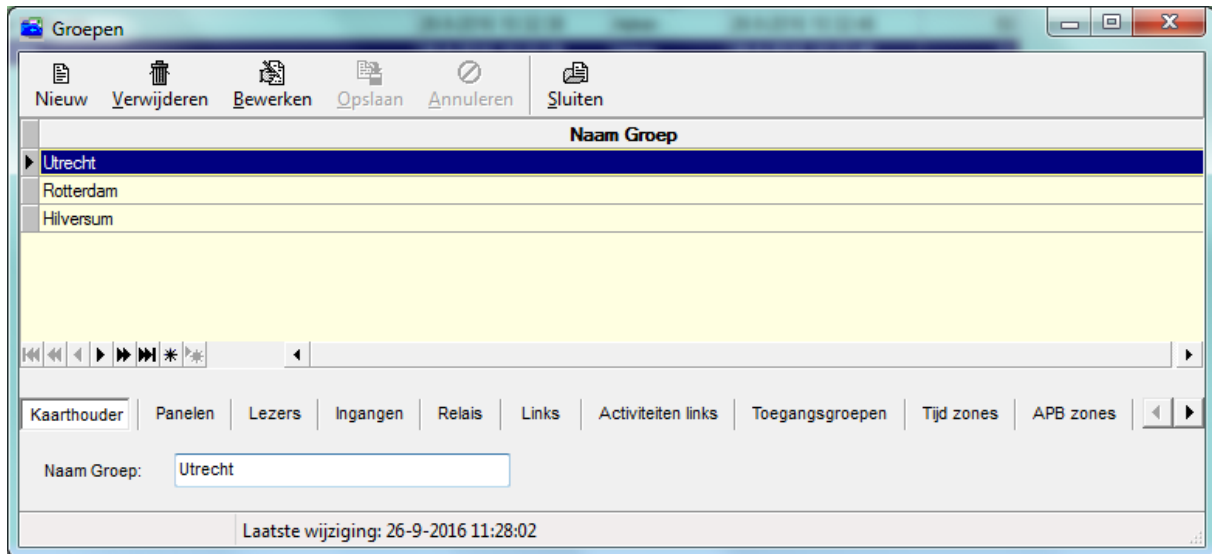 Groepen
Nieuw Verwijderen Bewerken Opslaan Annuleren Sluiten
Naam Groep
Utrecht
Rotterdam
Hilversum
Kaarthouder Panelen Lezers Ingangen Relais Links Activiteiten links Toegangsgroepen Tijd zones APB zones
Naam Groep: Utrecht
Laatste wijziging: 26-9-2016 11:28:02